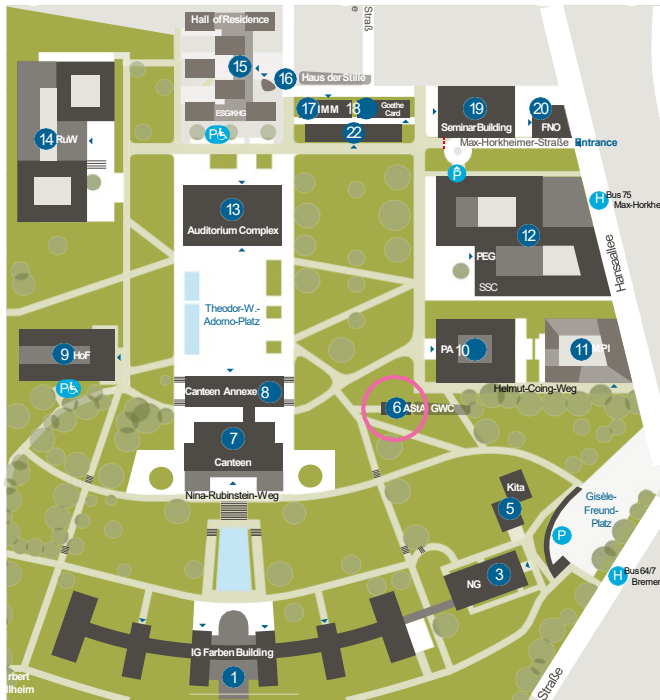 Hall of Residence
Straß
e
15
16
Haus der Stille
17 IMM 18 Goethe
Card
ESG/KHG
P
22
14 RuW
19
Seminar Building
20
FNO
Max-Horkheimer-Straße
Entrance
P
H Bus 75
Max-Horkhe
Hansaallee
13
Auditorium Complex
12
PEG
SSC
Theodor-W.-
Adorno-Platz
9 HoF
P
PA 10
11 MPI
Helmut-Coing-Weg
Canteen Annexe 8
6 AStA GWC
7
Canteen
Nina-Rubinstein-Weg
Kita
5
Gisèle-
Freund-
Platz
P
3
NG
H Bus 64/7
Bremer
IG Farben Building
1
rbert
llheim
Straße